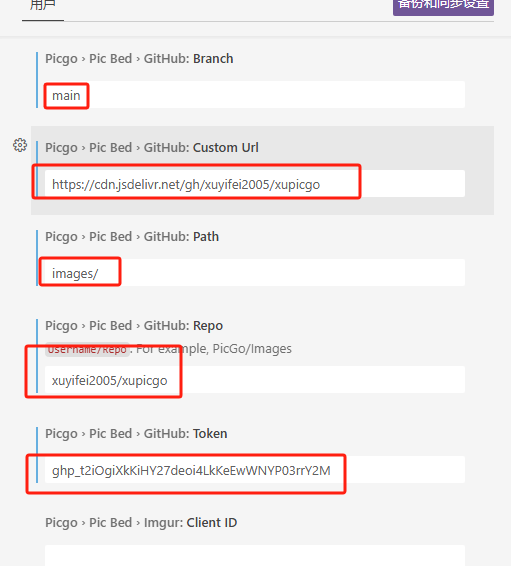 用户
备份和同步设置
Picgo › Pic Bed › GitHub: Branch
main
Picgo › Pic Bed › GitHub: Custom Url
https://cdn.jsdelivr.net/gh/xuyifei2005/xupicgo
Picgo › Pic Bed › GitHub: Path
images/
Picgo › Pic Bed › GitHub: Repo
Username/Repo. For example, PicGo/Images
xuyifei2005/xupicgo
Picgo › Pic Bed › GitHub: Token
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
Picgo › Pic Bed › Imgur: Client ID